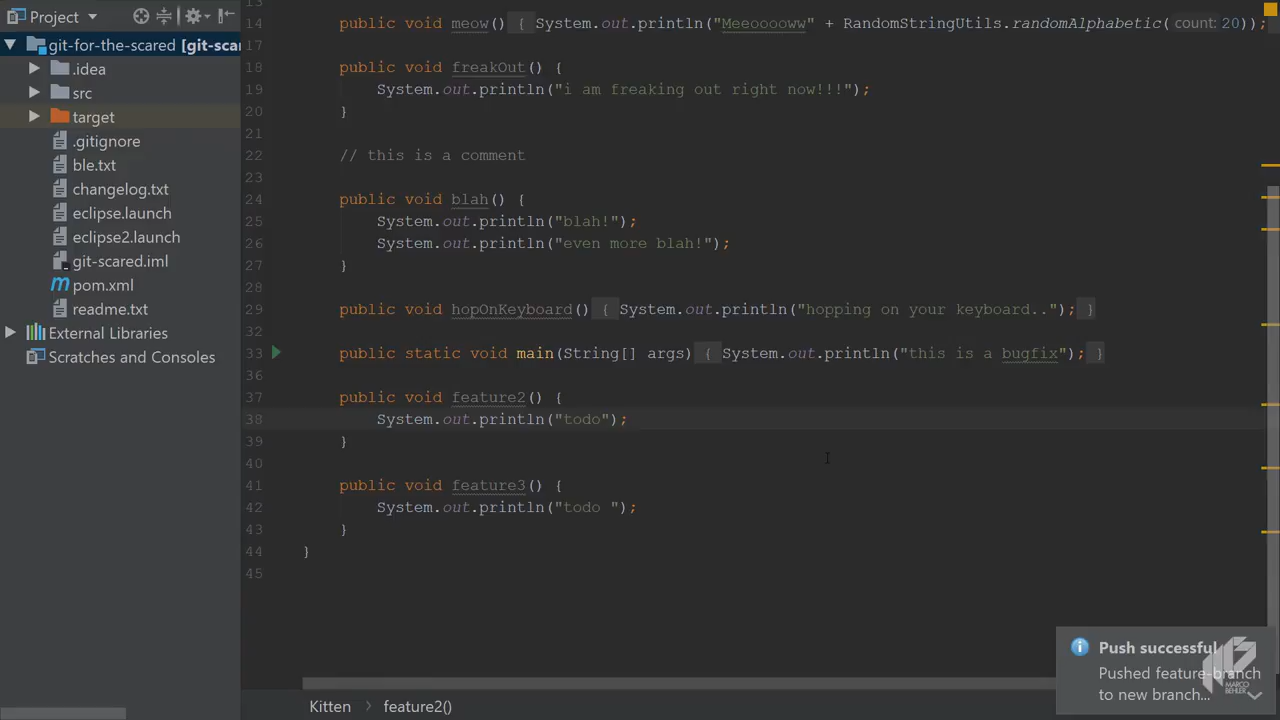 Project
git-for-the-scared [git-scar
.idea
src
target
.gitignore
ble.txt
changelog.txt
eclipse.launch
eclipse2.launch
git-scared.iml
pom.xml
readme.txt
External Libraries
Scratches and Consoles
13
14 public void meow() { System.out.println("Meeooooww" + RandomStringUtils.randomAlphabetic( count: 20));
17
18 public void freakOut() {
19 System.out.println("i am freaking out right now!!!");
20 }
21
22 // this is a comment
23
24 public void blah() {
25 System.out.println("blah!");
26 System.out.println("even more blah!");
27 }
28
29 public void hopOnKeyboard() { System.out.println("hopping on your keyboard.."); }
32
33 public static void main(String[] args) { System.out.println("this is a bugfix"); }
36
37 public void feature2() {
38 System.out.println("todo");
39 }
40
41 public void feature3() {
42 System.out.println("todo ");
43 }
44 }
45
Kitten > feature2()
Push successful
Pushed feature-branch
to new branch...
MARCO
BEHLER